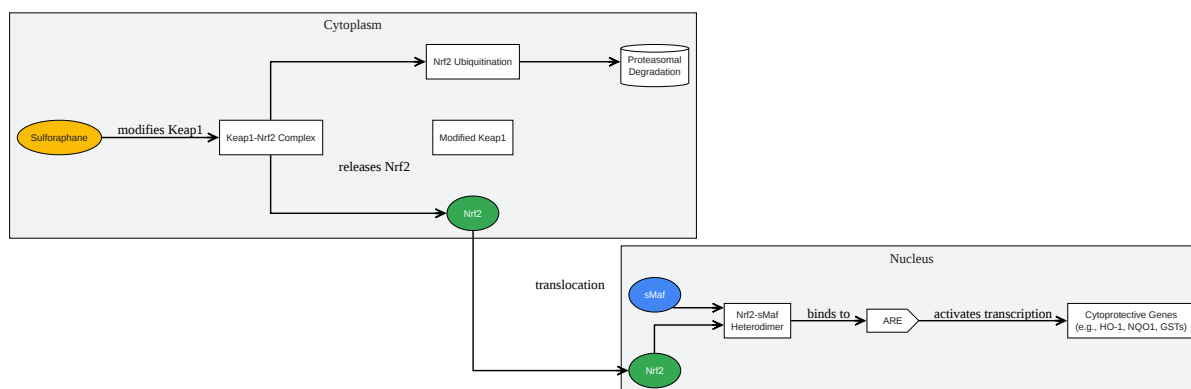 Cytoplasm
Nrf2 Ubiquitination
Proteasomal
Degradation
Sulforaphane
modifies Keap1
Keap1-Nrf2 Complex
Modified Keap1
releases Nrf2
Nrf2
translocation
Nucleus
sMaf
Nrf2-sMaf
Heterodimer
binds to
ARE
activates transcription
Cytoprotective Genes
(e.g., HO-1, NQO1, GSTs)
Nrf2